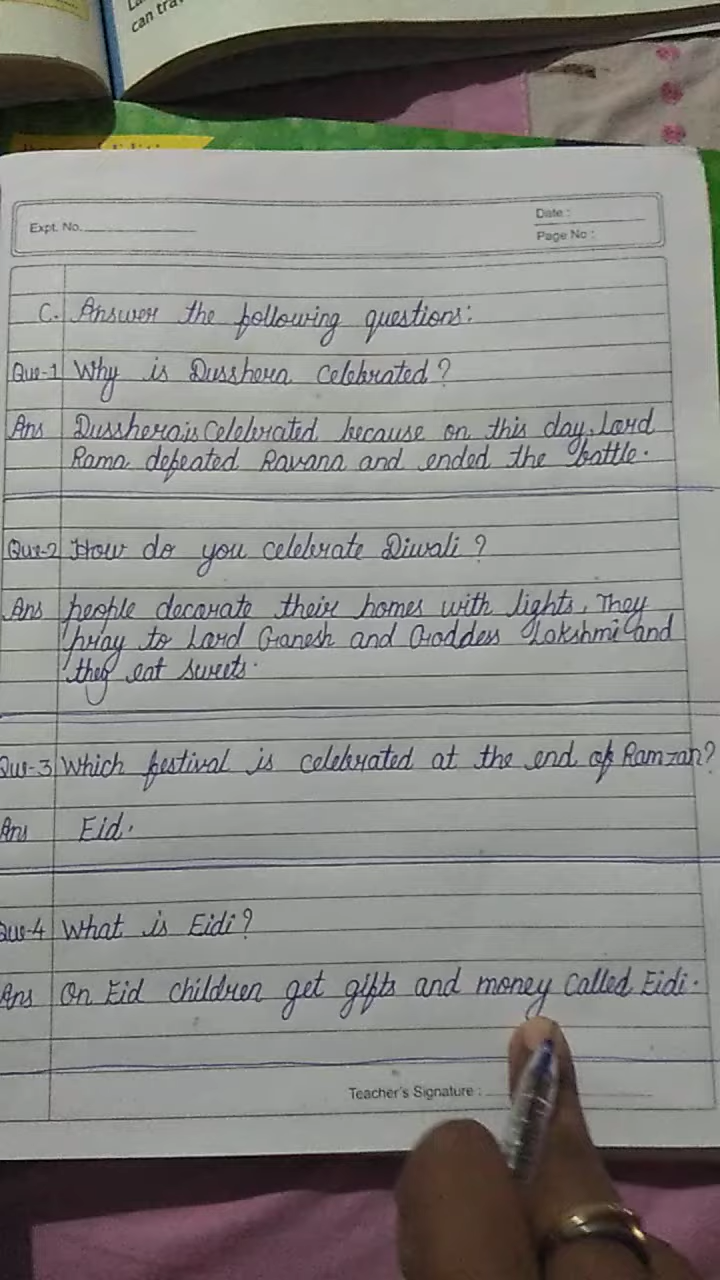 can tra
Expt. No.
Date :
Page No :
C. Answer the following questions:
Que-1 Why is Dusshera celebrated?
Ans Dussherais celebrated because on this day, Lord
Rama defeated Ravana and ended the battle.
Que-2 How do you celebrate Diwali?
Ans people decorate their homes with lights. They
pray to Lord Ganesh and Goddess Lakshmi and
they eat sweets.
Que-3 Which festival is celebrated at the end of Ramzan?
Ans Eid.
Que-4 What is Eidi?
Ans On Eid children get gifts and money called Eidi.
Teacher's Signature :